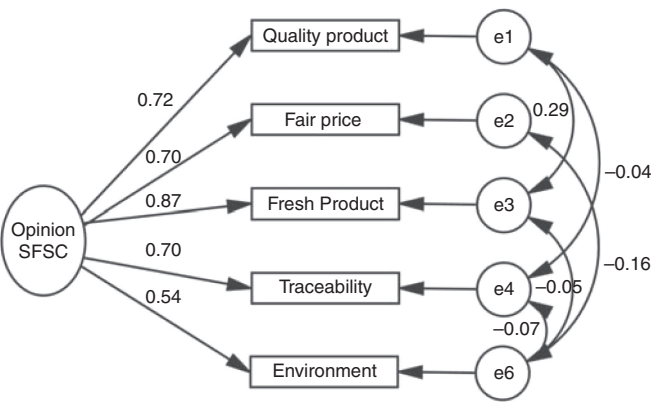 Quality product
e1
0.72
Fair price
e2
0.29
0.70
–0.04
0.87
Fresh Product
e3
Opinion
SFSC
0.70
Traceability
e4
–0.05
–0.16
0.54
–0.07
Environment
e6